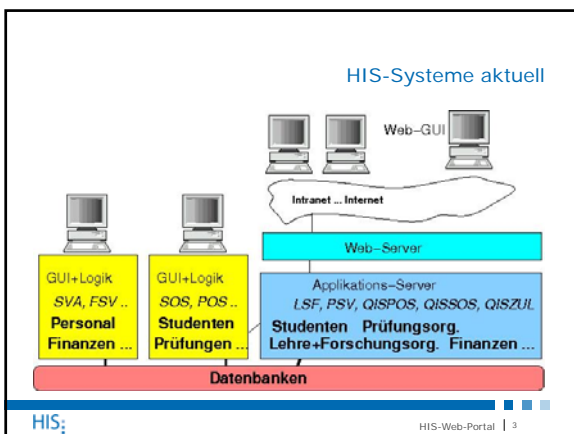 HIS-Systeme aktuell
Web-GUI
Intranet ... Internet
Web-Server
GUI+Logik
SVA, FSV ..
Personal
Finanzen ...
GUI+Logik
SOS, POS ..
Studenten
Prüfungen ...
Applikations-Server
LSF, PSV, QISPOS, QISSOS, QISZUL
Studenten Prüfungsorg.
Lehre+Forschungsorg. Finanzen ...
Datenbanken
HIS:
HIS-Web-Portal | 3